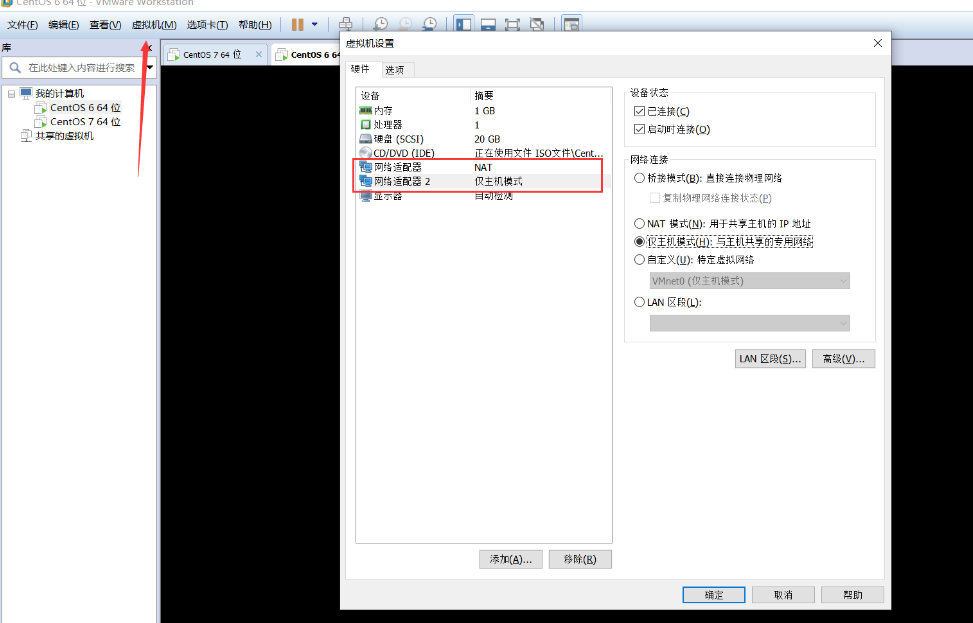 CentOS 6 64 位 - VMware Workstation
文件(F) 编辑(E) 查看(V) 虚拟机(M) 选项卡(T) 帮助(H)
库
在此处键入内容进行搜索
我的计算机
CentOS 6 64 位
CentOS 7 64 位
共享的虚拟机
CentOS 7 64 位
CentOS 6 64
虚拟机设置
硬件 选项
设备 摘要
内存 1 GB
处理器 1
硬盘 (SCSI) 20 GB
CD/DVD (IDE) 正在使用文件 ISO文件\Cent...
网络适配器 NAT
网络适配器 2 仅主机模式
显示器 自动检测
添加(A)... 移除(R)
设备状态
已连接(C)
启动时连接(O)
网络连接
桥接模式(B): 直接连接物理网络
复制物理网络连接状态(P)
NAT 模式(N): 用于共享主机的 IP 地址
仅主机模式(H): 与主机共享的专用网络
自定义(U): 特定虚拟网络
VMnet0 (仅主机模式)
LAN 区段(L):
LAN 区段(S)... 高级(V)...
确定 取消 帮助